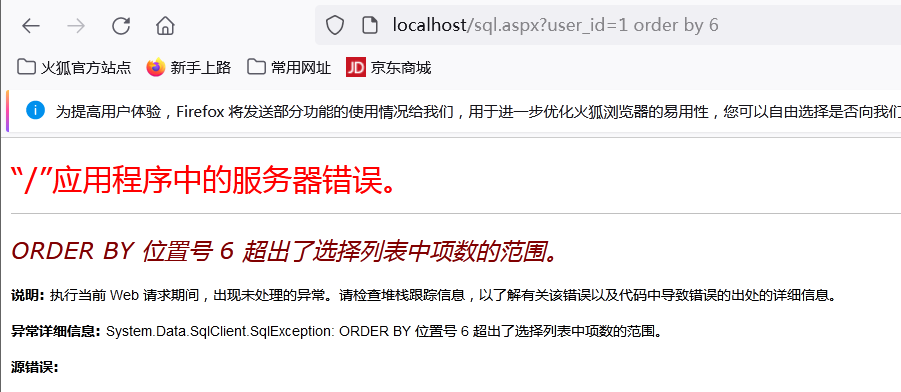 localhost/sql.aspx?user_id=1 order by 6
火狐官方站点 新手上路 常用网址 JD 京东商城
为提高用户体验，Firefox 将发送部分功能的使用情况给我们，用于进一步优化火狐浏览器的易用性，您可以自由选择是否向我们
“/”应用程序中的服务器错误。
ORDER BY 位置号 6 超出了选择列表中项数的范围。
说明: 执行当前 Web 请求期间，出现未处理的异常。请检查堆栈跟踪信息，以了解有关该错误以及代码中导致错误的出处的详细信息。
异常详细信息: System.Data.SqlClient.SqlException: ORDER BY 位置号 6 超出了选择列表中项数的范围。
源错误: